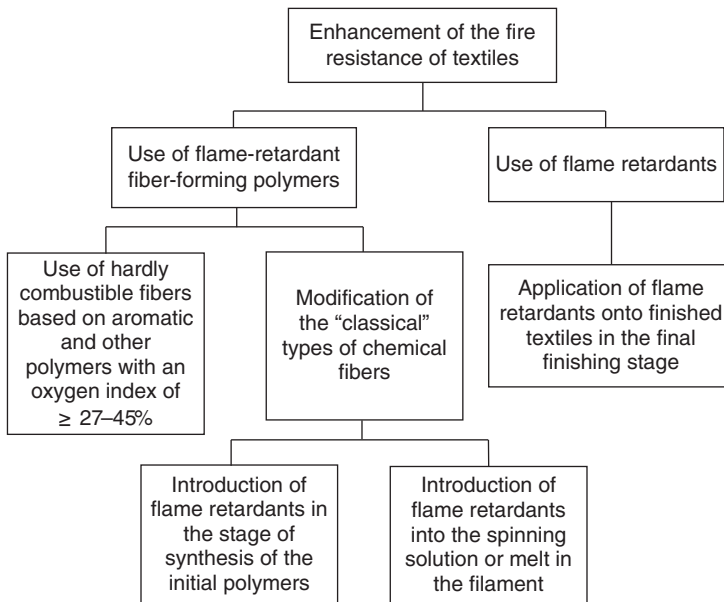 Enhancement of the fire
resistance of textiles
Use of flame-retardant
fiber-forming polymers
Use of flame retardants
Use of hardly
combustible fibers
based on aromatic
and other
polymers with an
oxygen index of
≥ 27–45%
Modification of
the “classical”
types of chemical
fibers
Application of flame
retardants onto finished
textiles in the final
finishing stage
Introduction of
flame retardants in
the stage of
synthesis of the
initial polymers
Introduction of
flame retardants
into the spinning
solution or melt in
the filament